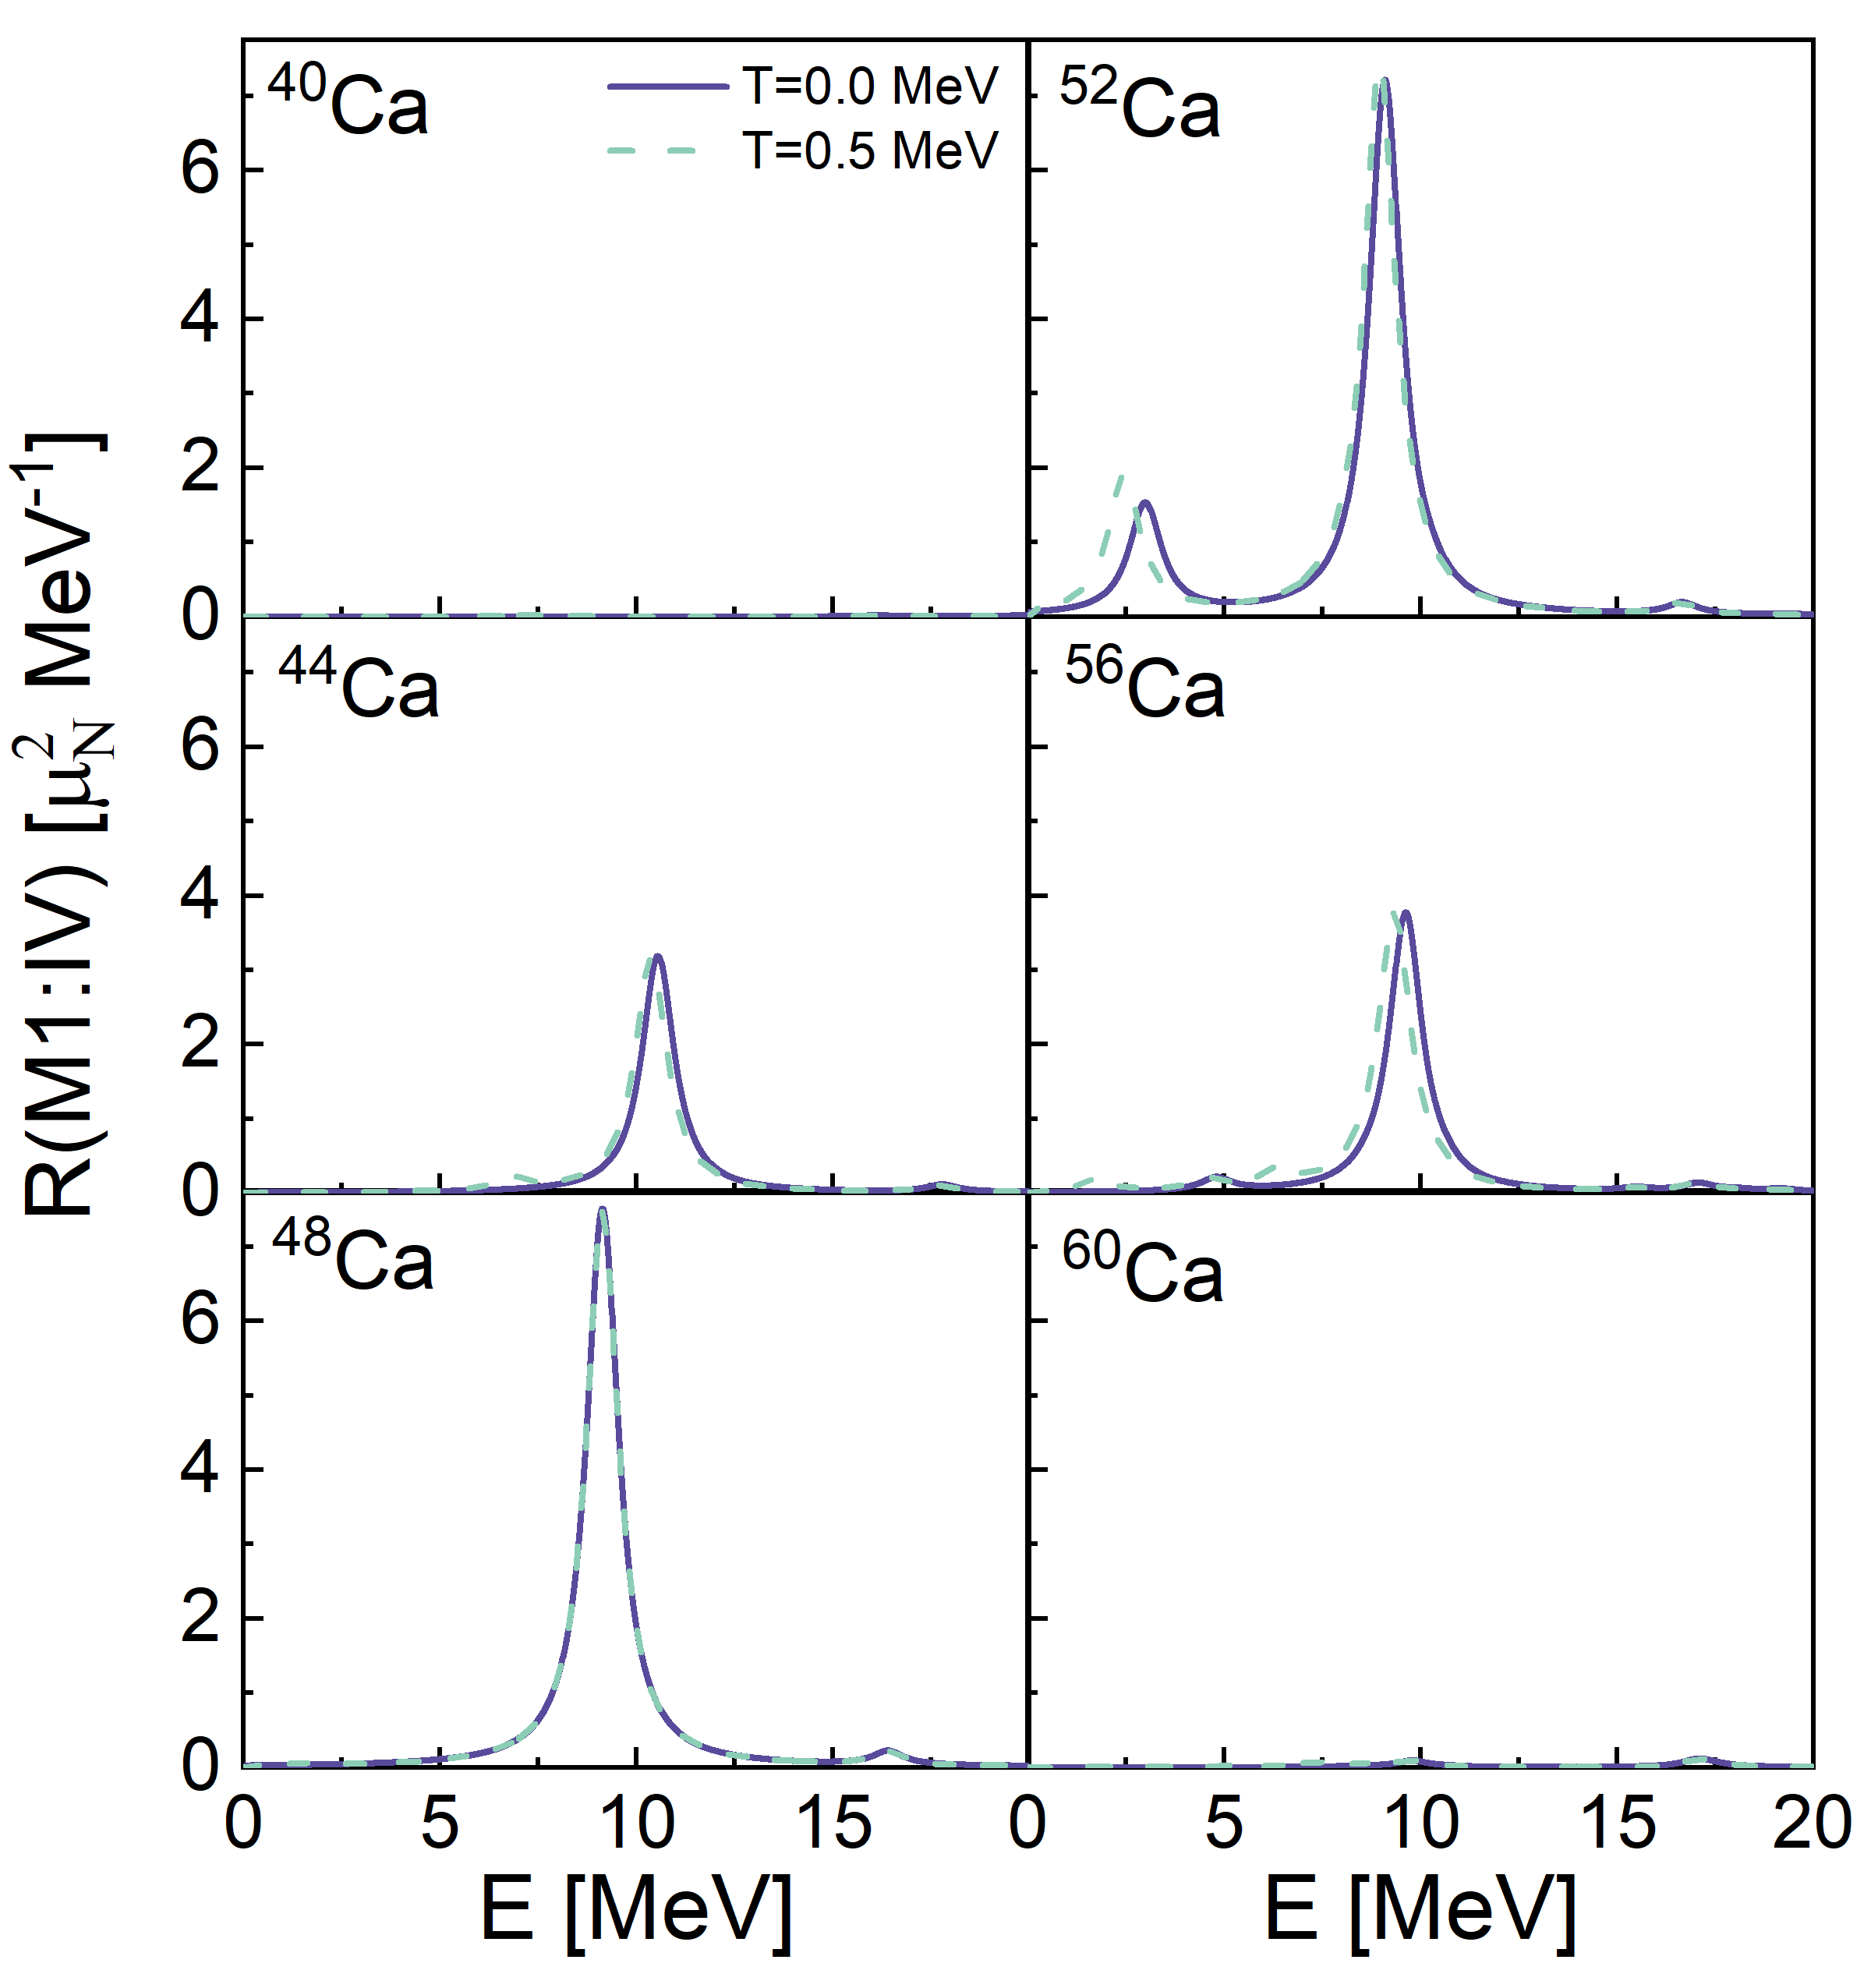 R(M1:IV) [μ²_N MeV⁻¹]
⁴⁰Ca
T=0.0 MeV
T=0.5 MeV
6
4
2
0
⁵²Ca
⁴⁴Ca
6
4
2
0
⁵⁶Ca
⁴⁸Ca
6
4
2
0
⁶⁰Ca
0 5 10 15 0 5 10 15 20
E [MeV] E [MeV]